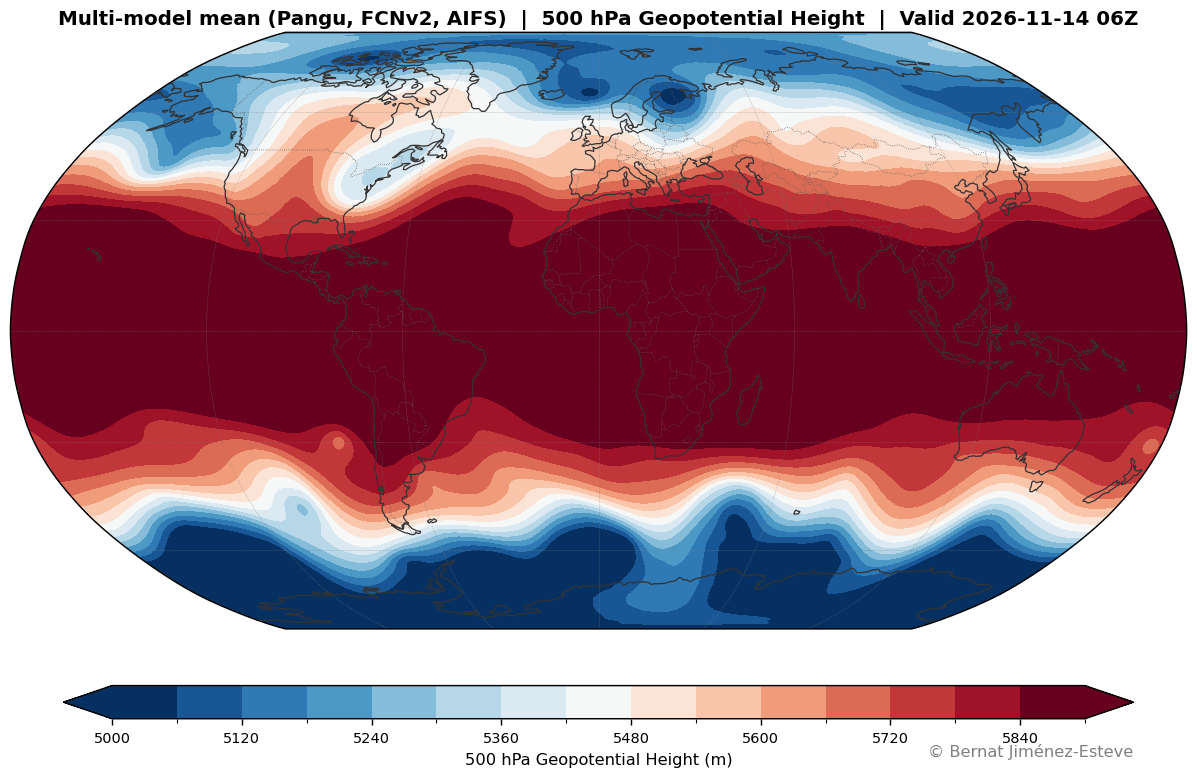 Multi-model mean (Pangu, FCNv2, AIFS)  |  500 hPa Geopotential Height  |  Valid 2026-11-14 06Z
5000 5120 5240 5360 5480 5600 5720 5840
500 hPa Geopotential Height (m)
© Bernat Jiménez-Esteve